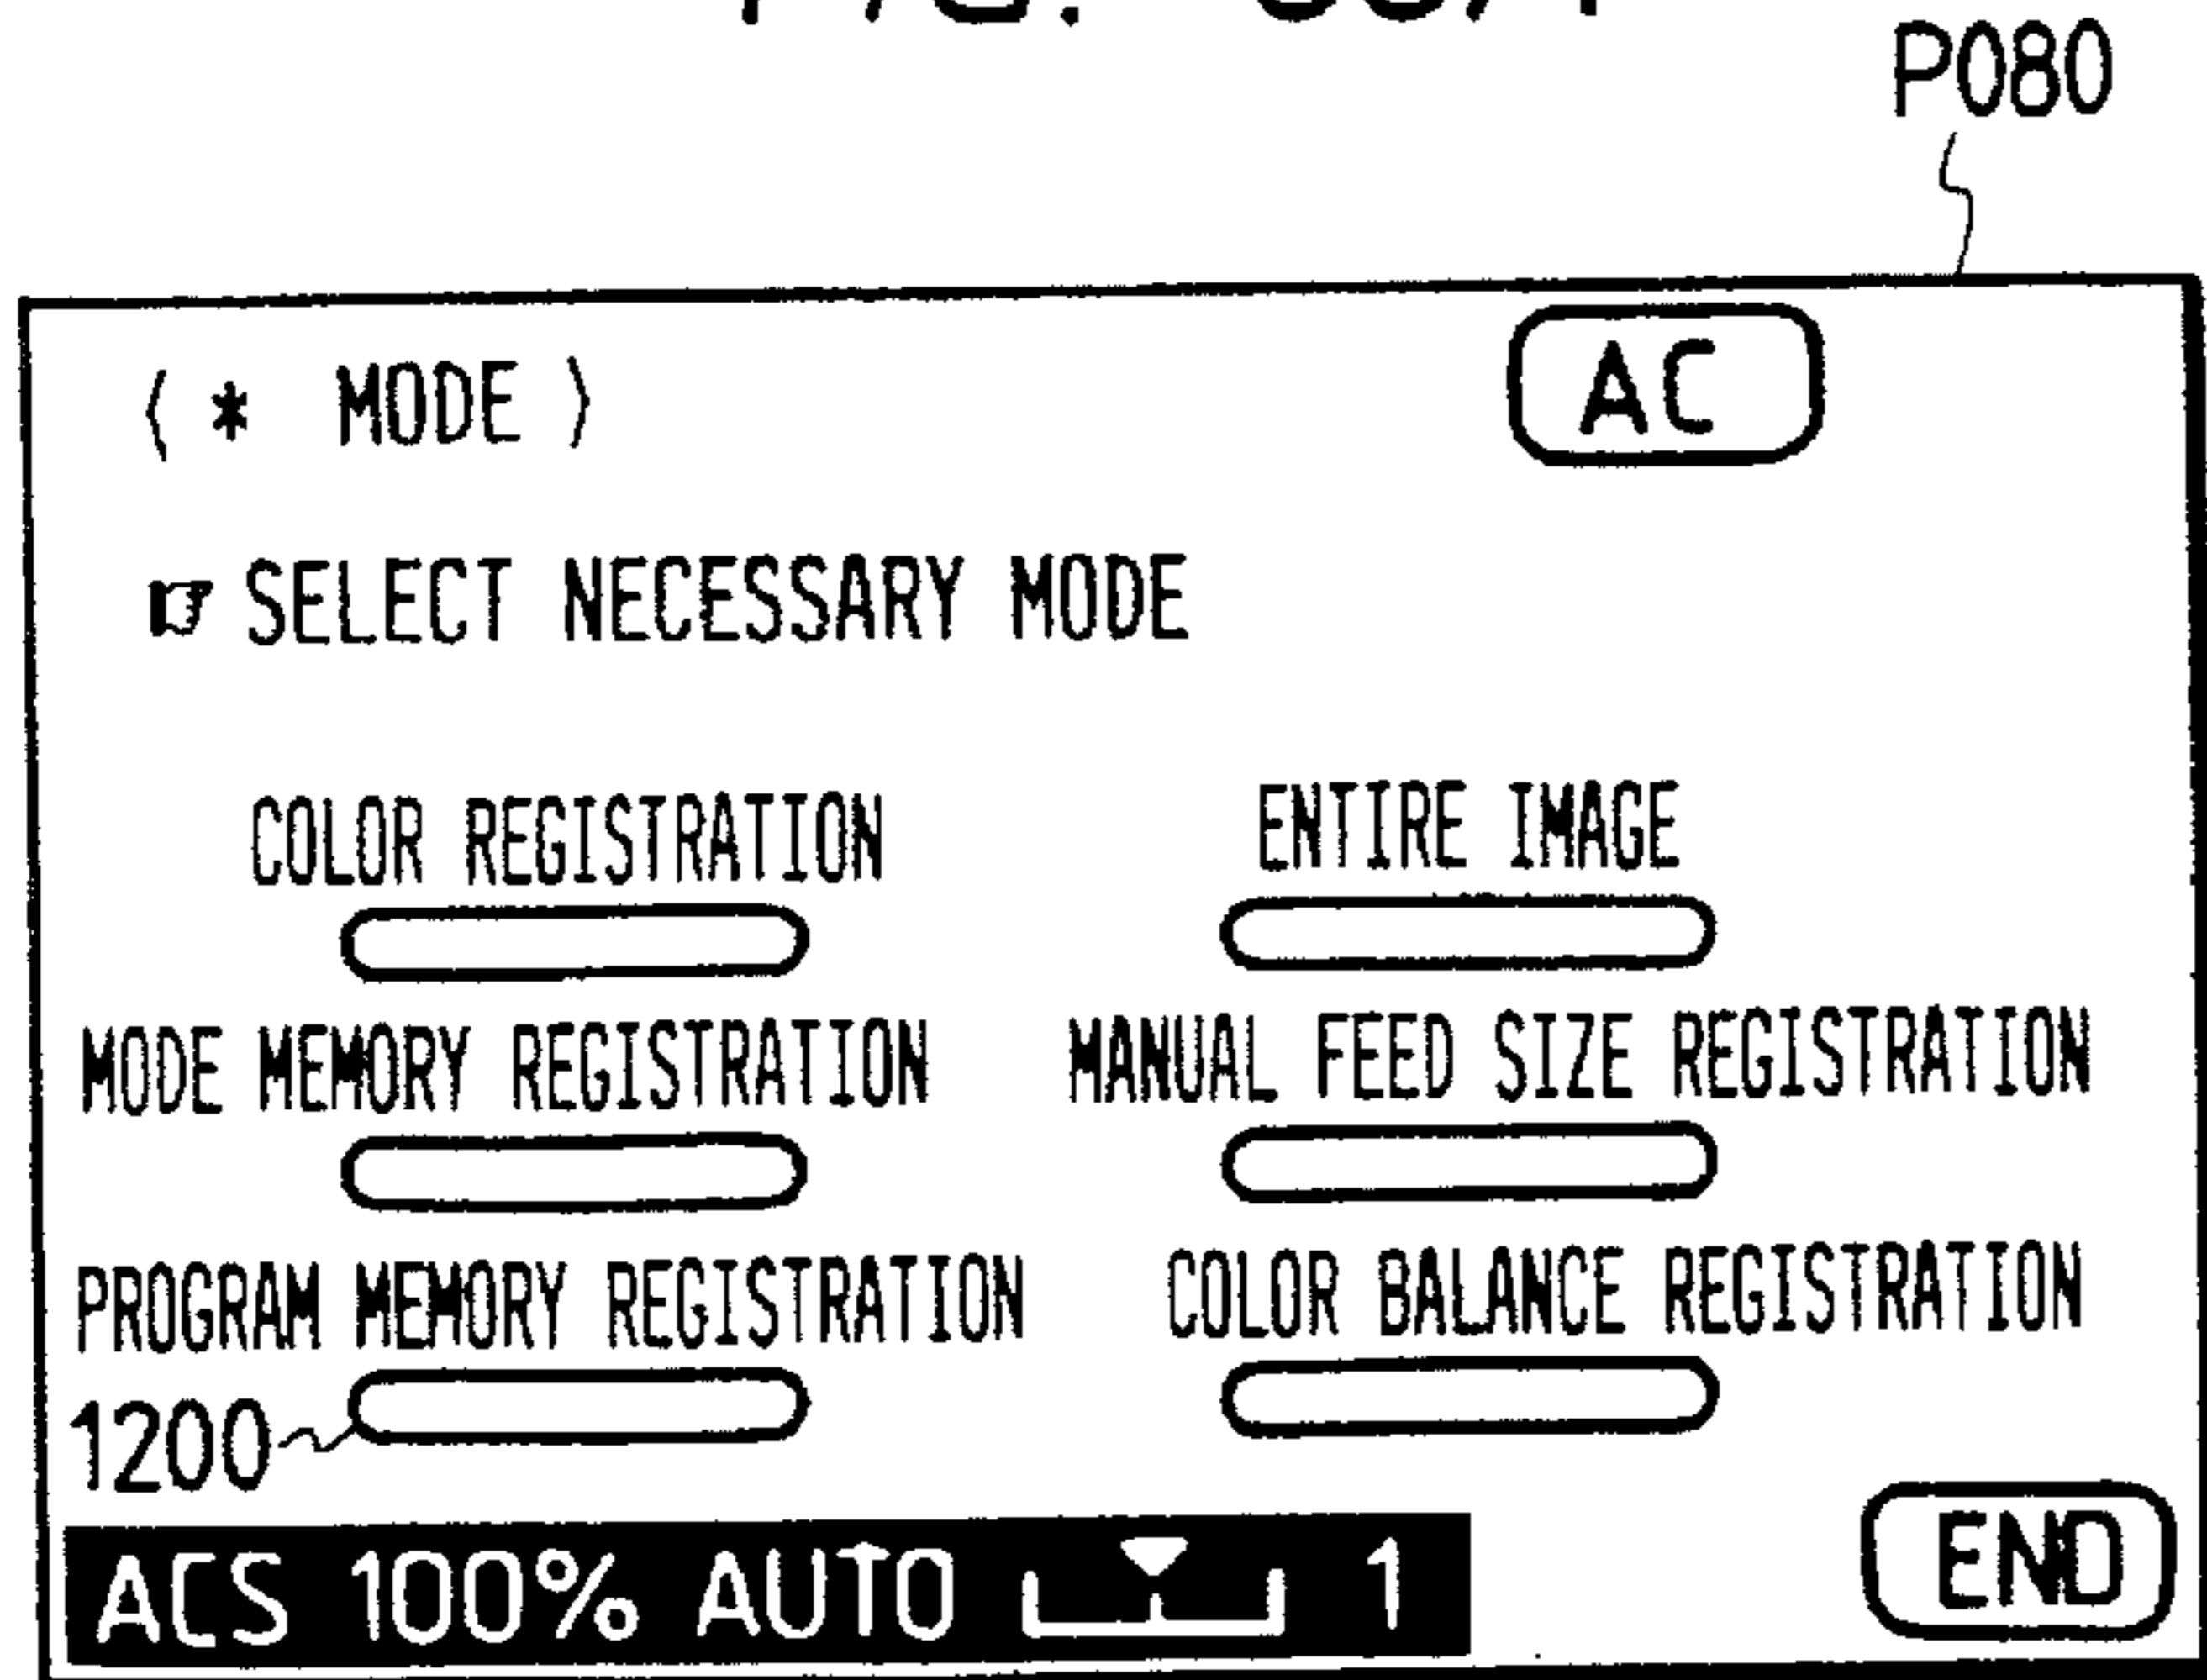 P080
( * MODE ) AC
☞ SELECT NECESSARY MODE
COLOR REGISTRATION ENTIRE IMAGE
MODE MEMORY REGISTRATION MANUAL FEED SIZE REGISTRATION
PROGRAM MEMORY REGISTRATION COLOR BALANCE REGISTRATION
1200
ACS 100% AUTO 1 END